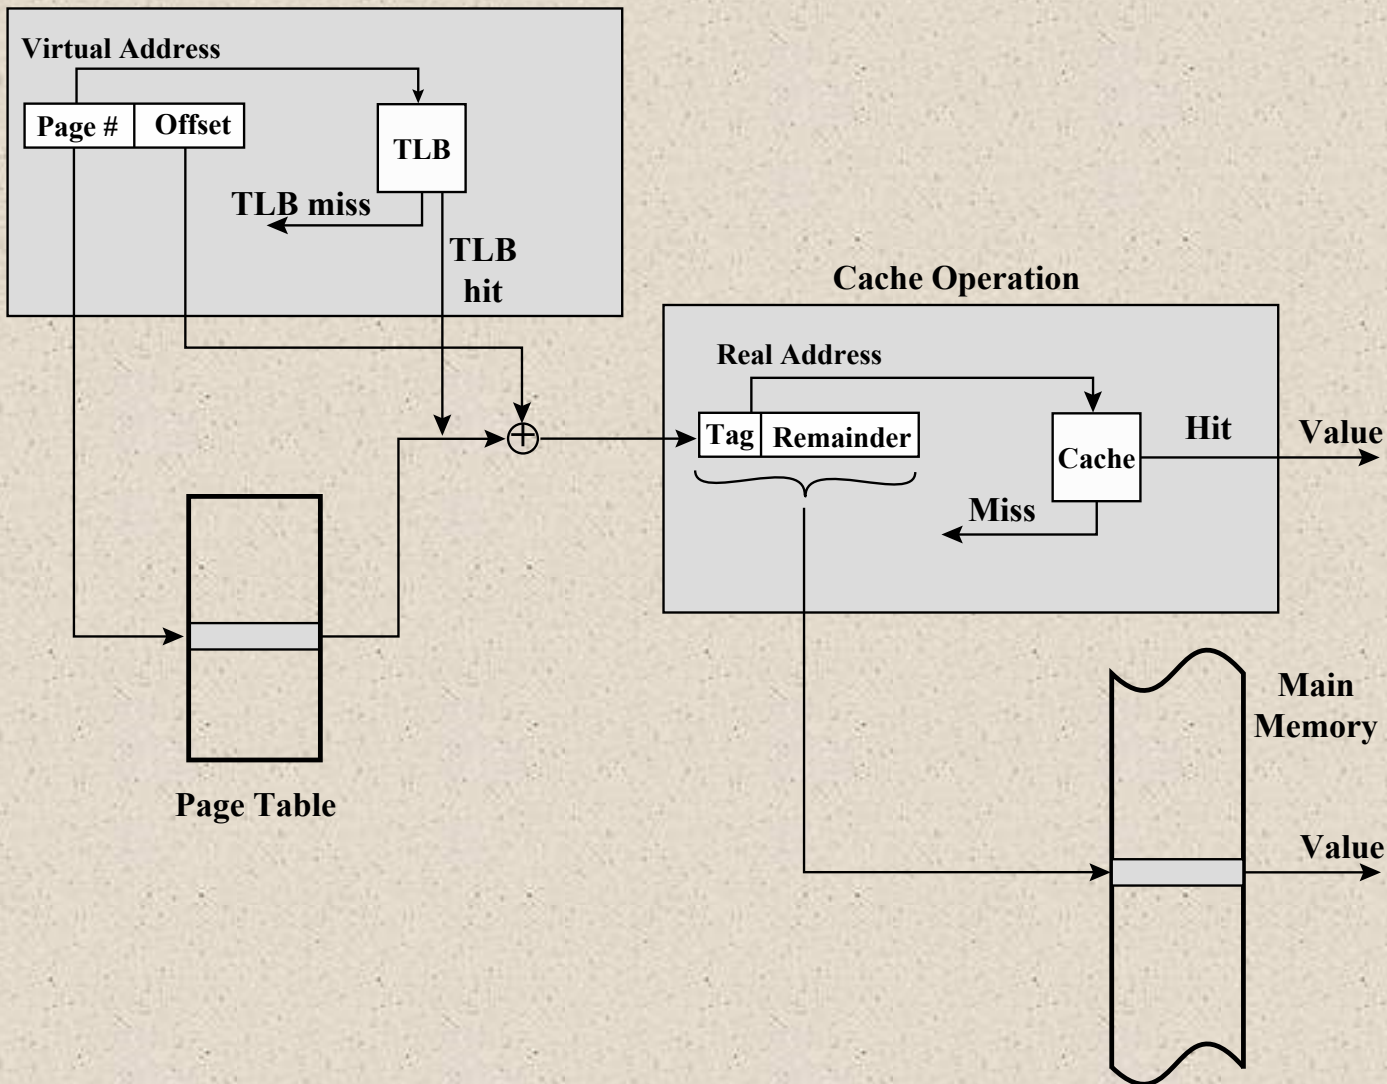 Virtual Address
Page #
Offset
TLB
TLB miss
TLB
hit
Cache Operation
Real Address
Tag
Remainder
Cache
Hit
Value
Miss
Page Table
Main
Memory
Value